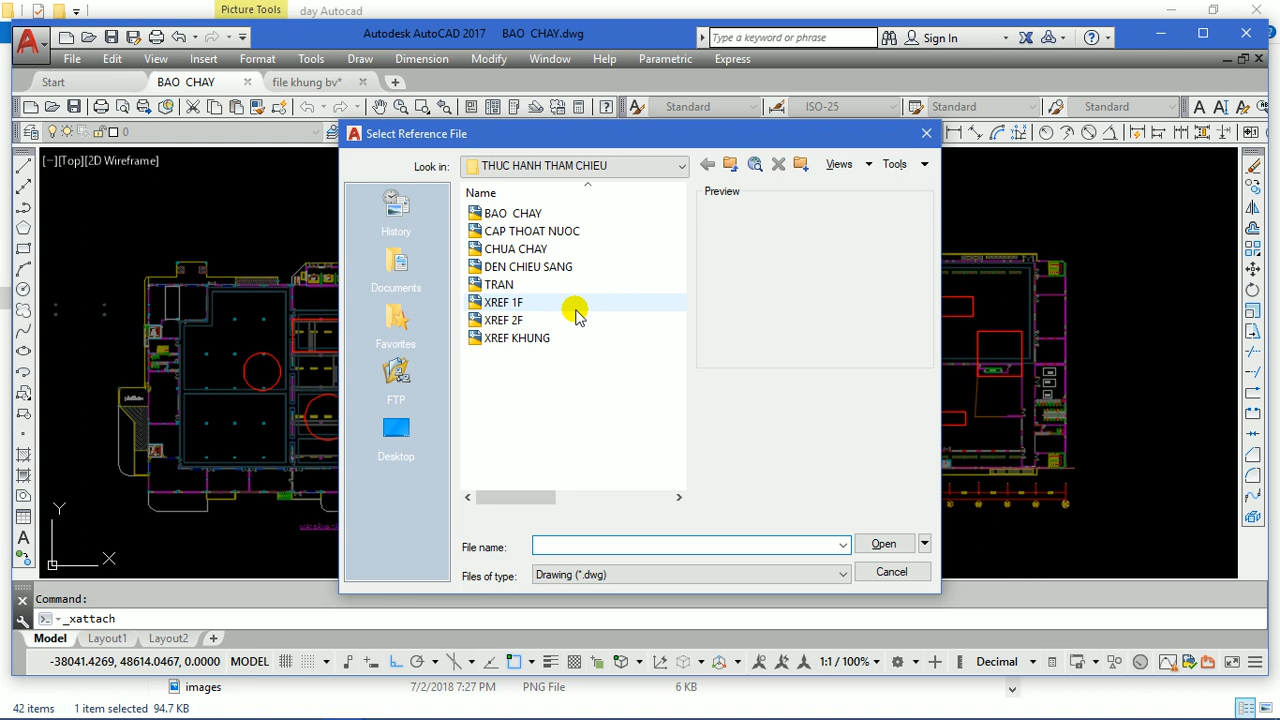 Picture Tools
day Autocad
Autodesk AutoCAD 2017 BAO CHAY.dwg
Type a keyword or phrase
Sign In
File Edit View Insert Format Tools Draw Dimension Modify Window Help Parametric Express
Start
BAO CHAY
file khung bv*
Standard
ISO-25
Standard
Standard
0
Select Reference File
[−][Top][2D Wireframe]
Look in:
THUC HANH THAM CHIEU
Views
Tools
Name
Preview
History
Documents
Favorites
FTP
Desktop
BAO CHAY
CAP THOAT NUOC
CHUA CHAY
DEN CHIEU SANG
TRAN
XREF 1F
XREF 2F
XREF KHUNG
Y
X
File name:
Open
Files of type:
Drawing (*.dwg)
Cancel
Command:
_xattach
Model Layout1 Layout2
-38041.4269, 48614.0467, 0.0000 MODEL
1:1 / 100%
Decimal
images 7/2/2018 7:27 PM PNG File 6 KB
42 items 1 item selected 94.7 KB